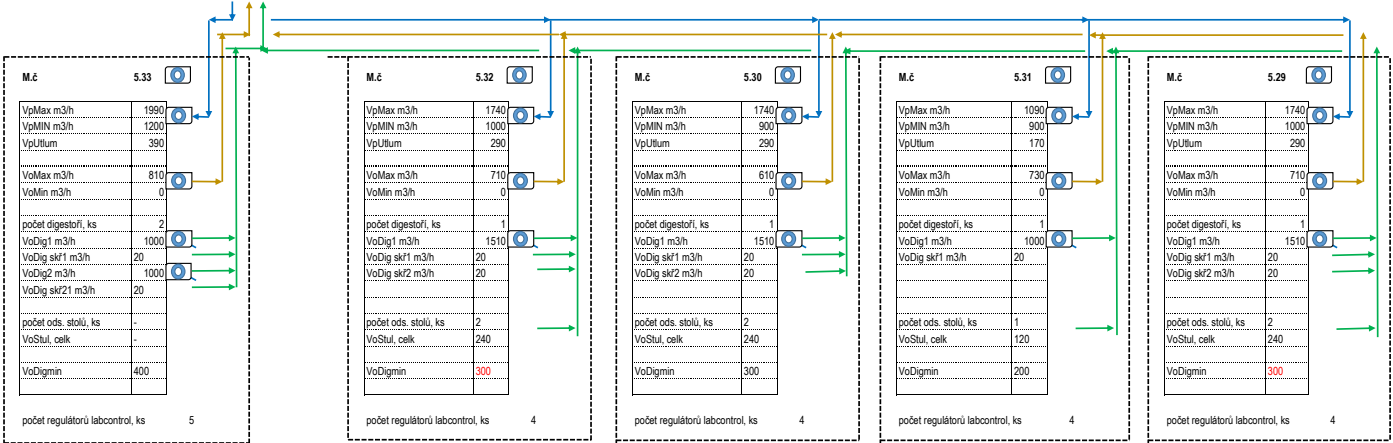 M.č 5.33
VpMax m3/h 1990
VpMIN m3/h 1200
VpUtlum 390
VoMax m3/h 810
VoMin m3/h 0
počet digestoří, ks 2
VoDig1 m3/h 1000
VoDig skř1 m3/h 20
VoDig2 m3/h 1000
VoDig skř21 m3/h 20
počet ods. stolů, ks -
VoStul, celk -
VoDigmin 400
počet regulátorů labcontrol, ks 5
M.č 5.32
VpMax m3/h 1740
VpMIN m3/h 1000
VpUtlum 290
VoMax m3/h 710
VoMin m3/h 0
počet digestoří, ks 1
VoDig1 m3/h 1510
VoDig skř1 m3/h 20
VoDig skř2 m3/h 20
počet ods. stolů, ks 2
VoStul, celk 240
VoDigmin 300
počet regulátorů labcontrol, ks 4
M.č 5.30
VpMax m3/h 1740
VpMIN m3/h 900
VpUtlum 290
VoMax m3/h 610
VoMin m3/h 0
počet digestoří, ks 1
VoDig1 m3/h 1510
VoDig skř1 m3/h 20
VoDig skř2 m3/h 20
počet ods. stolů, ks 2
VoStul, celk 240
VoDigmin 300
počet regulátorů labcontrol, ks 4
M.č 5.31
VpMax m3/h 1090
VpMIN m3/h 900
VpUtlum 170
VoMax m3/h 730
VoMin m3/h 0
počet digestoří, ks 1
VoDig1 m3/h 1000
VoDig skř1 m3/h 20
počet ods. stolů, ks 1
VoStul, celk 120
VoDigmin 200
počet regulátorů labcontrol, ks 4
M.č 5.29
VpMax m3/h 1740
VpMIN m3/h 1000
VpUtlum 290
VoMax m3/h 710
VoMin m3/h 0
počet digestoří, ks 1
VoDig1 m3/h 1510
VoDig skř1 m3/h 20
VoDig skř2 m3/h 20
počet ods. stolů, ks 2
VoStul, celk 240
VoDigmin 300
počet regulátorů labcontrol, ks 4